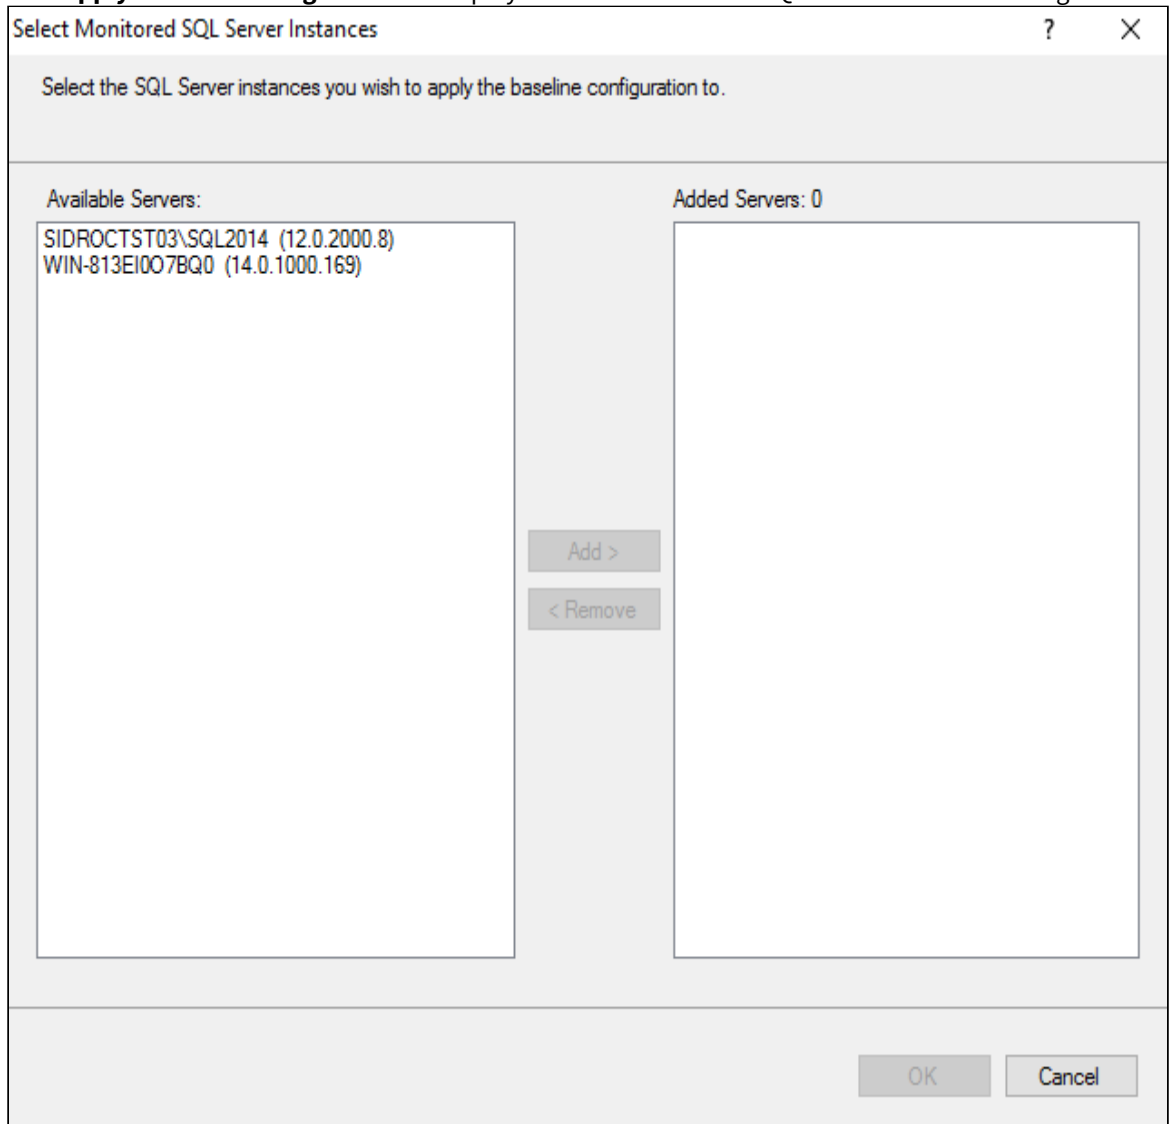 Select Monitored SQL Server Instances ?
Select the SQL Server instances you wish to apply the baseline configuration to.
Available Servers: Added Servers: 0
SIDROCTST03\SQL2014 (12.0.2000.8)
WIN-813EI0O7BQ0 (14.0.1000.169)
Add >
< Remove
OK Cancel